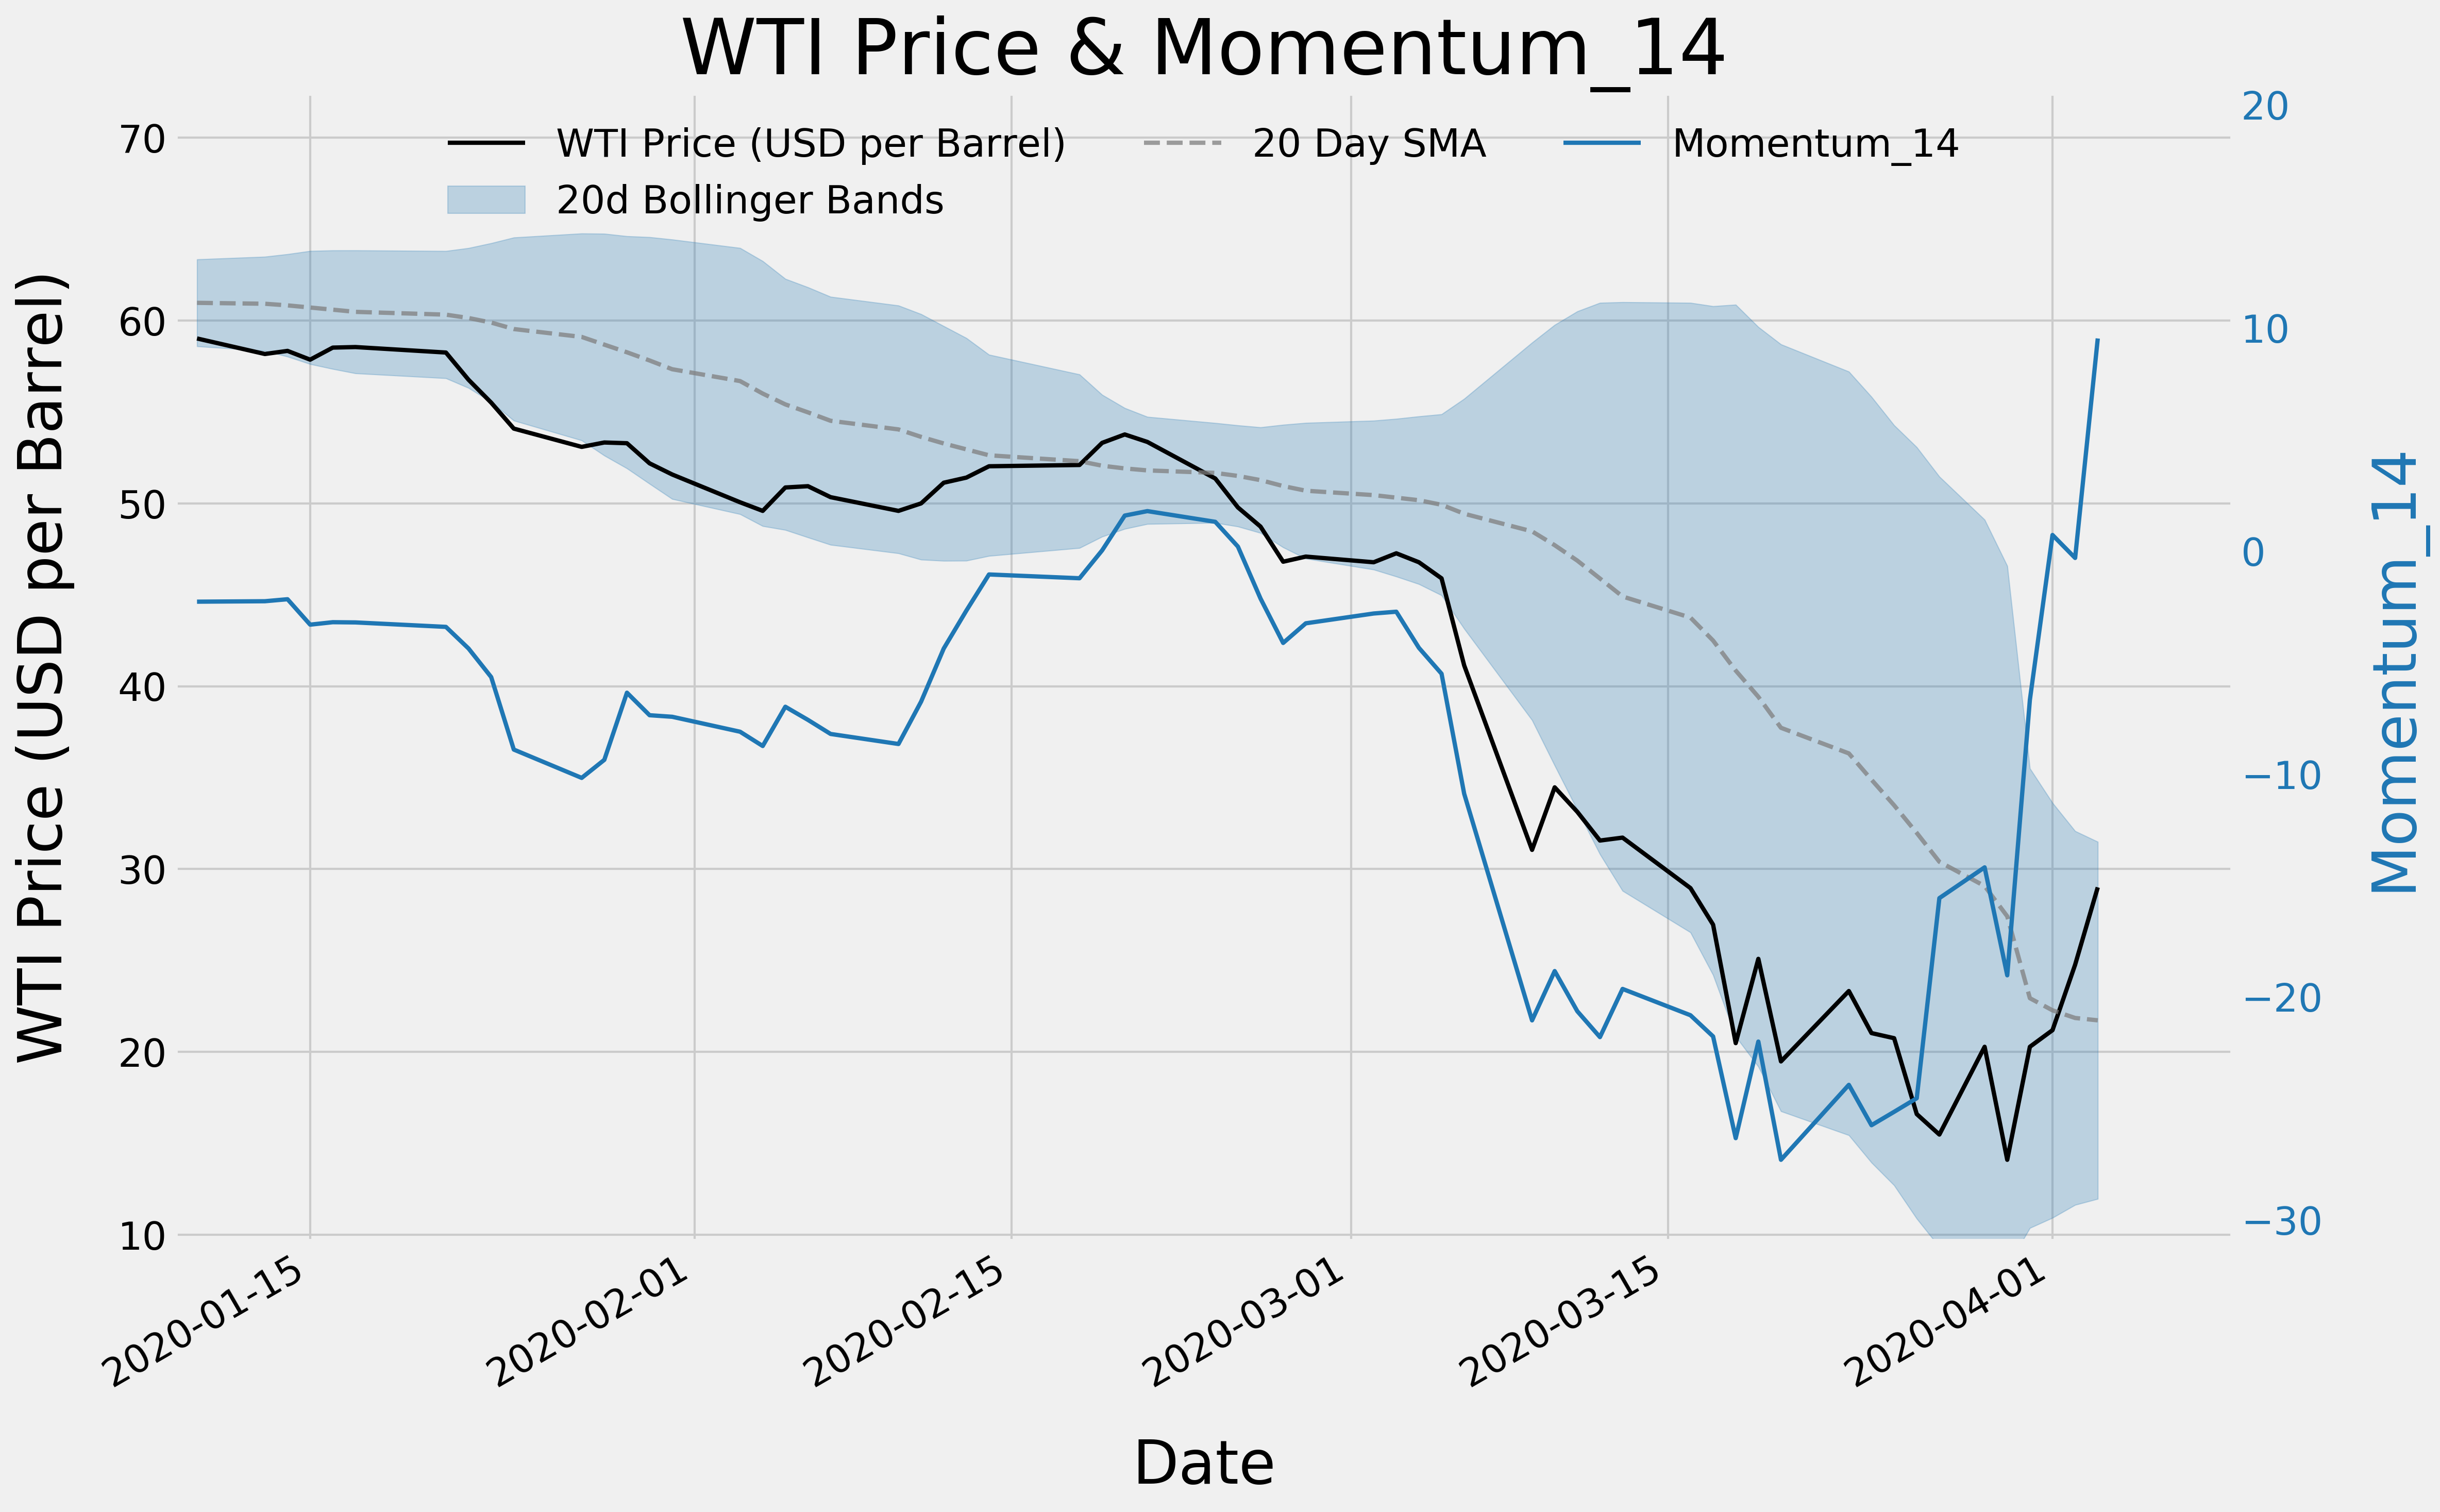 WTI Price & Momentum_14
WTI Price (USD per Barrel)
20 Day SMA
Momentum_14
20d Bollinger Bands
WTI Price (USD per Barrel)
70
60
50
40
30
20
10
20
10
0
−10
−20
−30
Momentum_14
2020-01-15
2020-02-01
2020-02-15
2020-03-01
2020-03-15
2020-04-01
Date